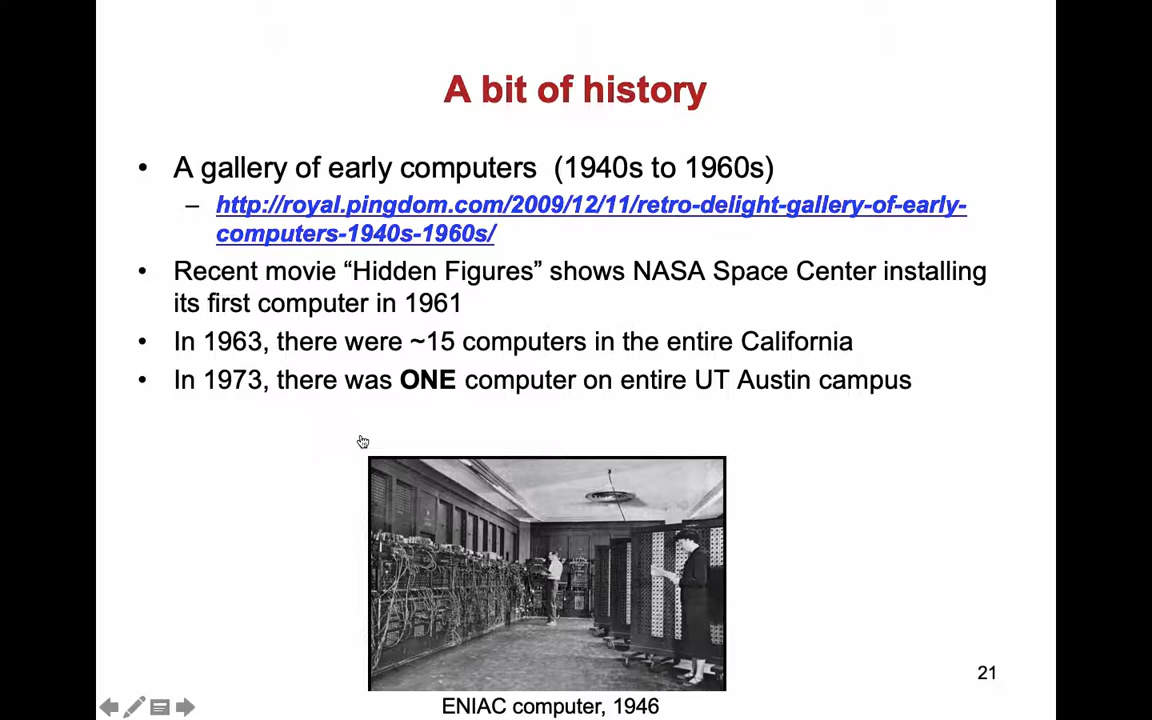 A bit of history
• A gallery of early computers (1940s to 1960s)
– http://royal.pingdom.com/2009/12/11/retro-delight-gallery-of-early-
computers-1940s-1960s/
• Recent movie “Hidden Figures” shows NASA Space Center installing
its first computer in 1961
• In 1963, there were ~15 computers in the entire California
• In 1973, there was ONE computer on entire UT Austin campus
21
ENIAC computer, 1946